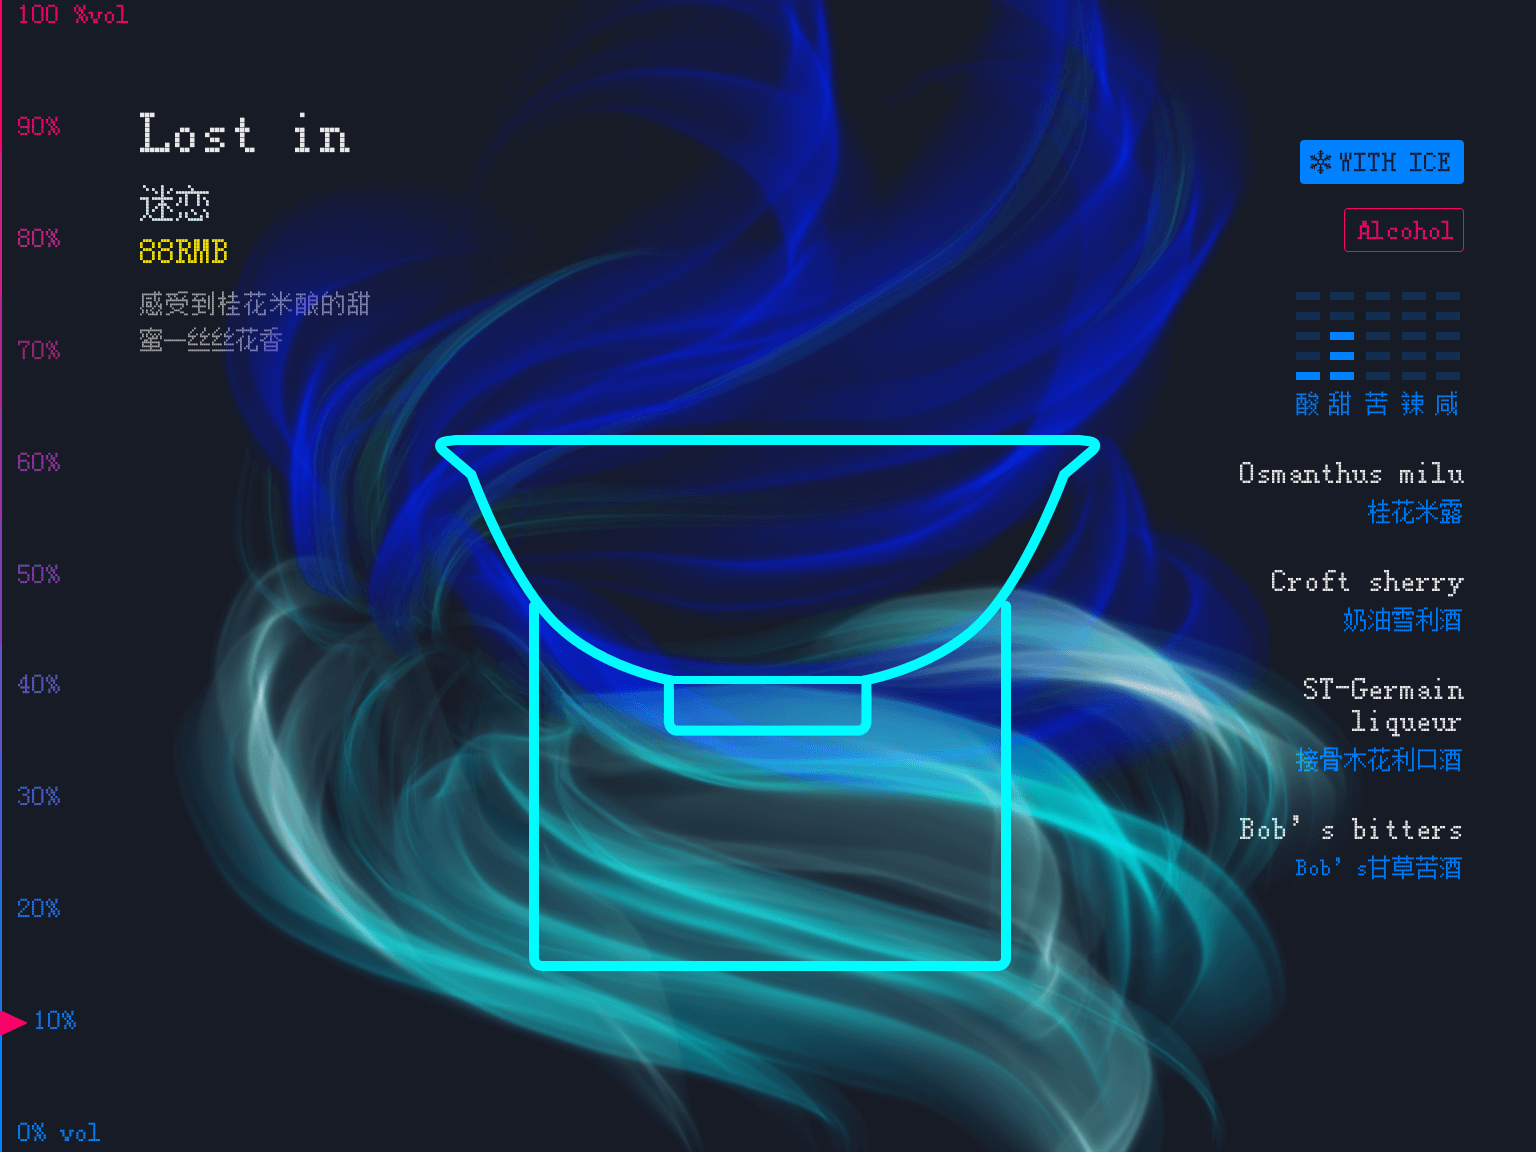 100 %vol
90%
80%
70%
60%
50%
40%
30%
20%
10%
0% vol
Lost in
迷恋
88RMB
感受到桂花米酿的甜
蜜一丝丝花香
WITH ICE
Alcohol
酸 甜 苦 辣 咸
Osmanthus milu
桂花米露
Croft sherry
奶油雪利酒
ST-Germain
liqueur
接骨木花利口酒
Bob’s bitters
Bob’s甘草苦酒